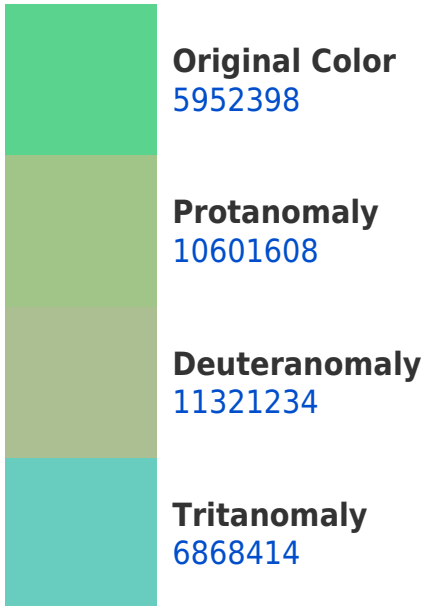 Original Color
5952398
Protanomaly
10601608
Deuteranomaly
11321234
Tritanomaly
6868414